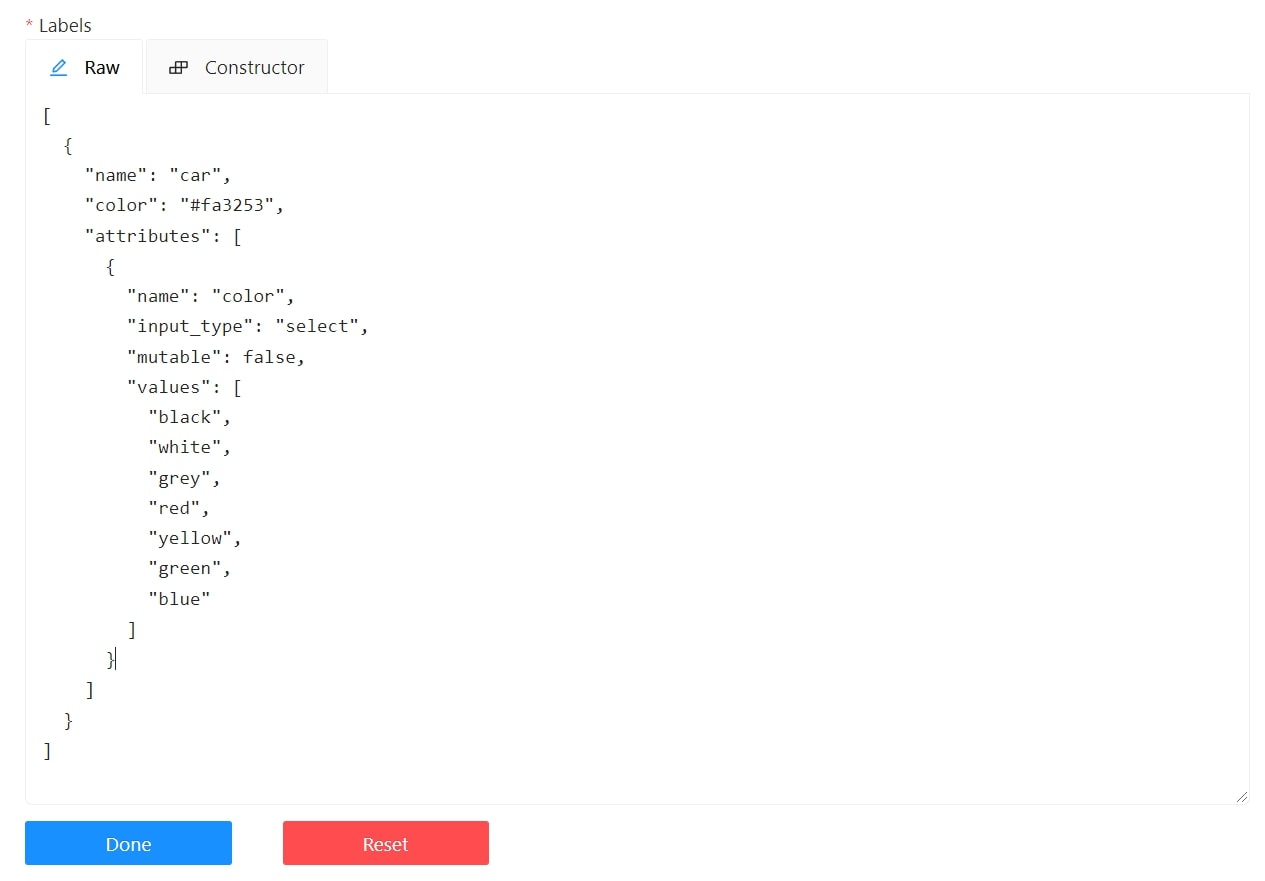 * Labels
Raw Constructor
[
  {
    "name": "car",
    "color": "#fa3253",
    "attributes": [
      {
        "name": "color",
        "input_type": "select",
        "mutable": false,
        "values": [
          "black",
          "white",
          "grey",
          "red",
          "yellow",
          "green",
          "blue"
        ]
      }
    ]
  }
]
Done Reset